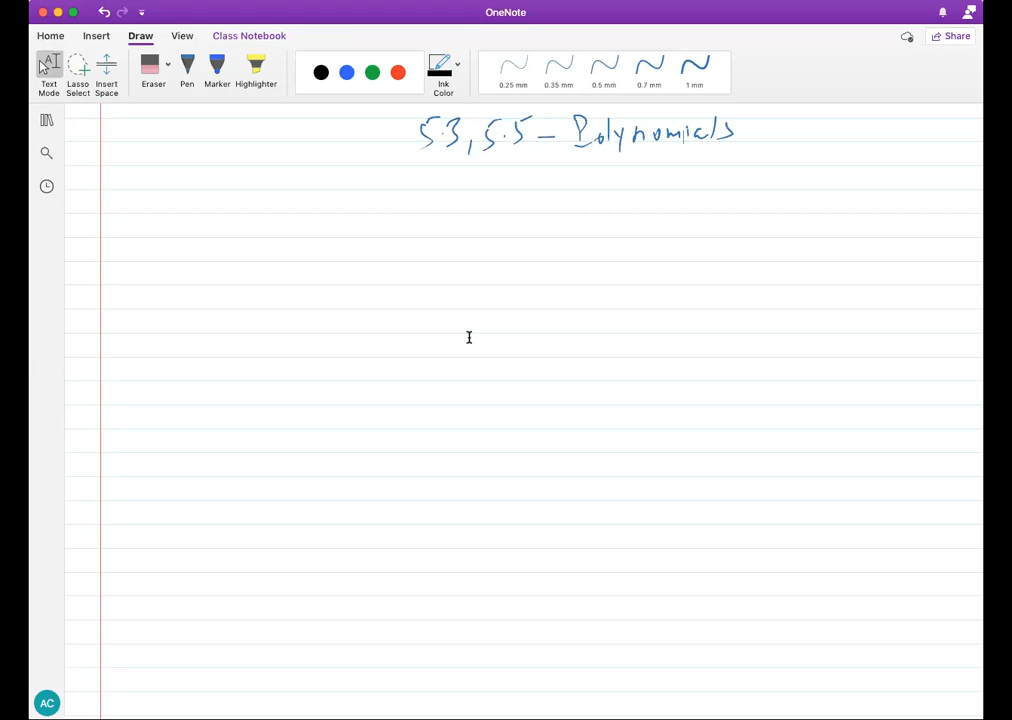 OneNote
Home Insert Draw View Class Notebook Share
Text Mode
Lasso Select
Insert Space
Eraser
Pen
Marker
Highlighter
Ink Color
0.25 mm
0.35 mm
0.5 mm
0.7 mm
1 mm
5.3, 5.5 – Polynomials
AC